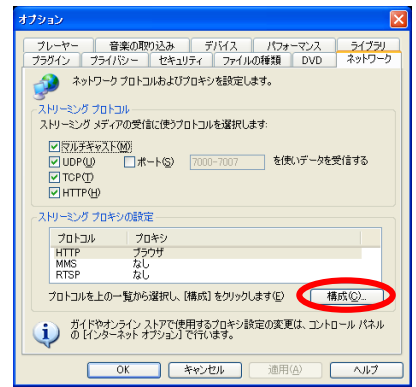 オプション
プレーヤー 音楽の取り込み デバイス パフォーマンス ライブラリ
プラグイン プライバシー セキュリティ ファイルの種類 DVD ネットワーク
ネットワーク プロトコルおよびプロキシを設定します。
ストリーミング プロトコル
ストリーミング メディアの受信に使うプロトコルを選択します:
マルチキャスト(M)
UDP(U) ポート(S) 7000-7007 を使いデータを受信する
TCP(T)
HTTP(H)
ストリーミング プロキシの設定
プロトコル プロキシ
HTTP ブラウザ
MMS なし
RTSP なし
プロトコルを上の一覧から選択し、[構成] をクリックします(E) 構成(C)...
ガイドやオンライン ストアで使用するプロキシ設定の変更は、コントロール パネル
の [インターネット オプション] で行います。
OK キャンセル 適用(A) ヘルプ